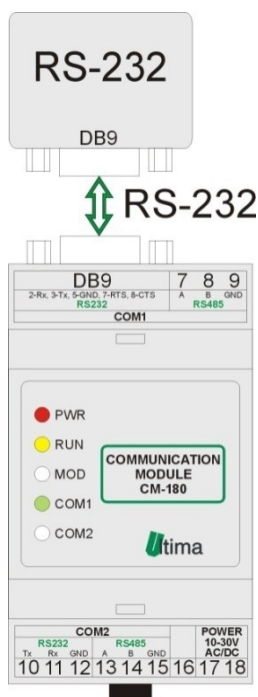 RS-232
DB9
RS-232
DB9 7 8 9
2-Rx, 3-Tx, 5-GND, 7-RTS, 8-CTS A B GND
RS232 RS485
COM1
PWR
RUN
MOD
COM1
COM2
COMMUNICATION
MODULE
CM-180
Ultima
COM2 POWER
RS232 RS485 10-30V
Tx Rx GND A B GND AC/DC
10 11 12 13 14 15 16 17 18